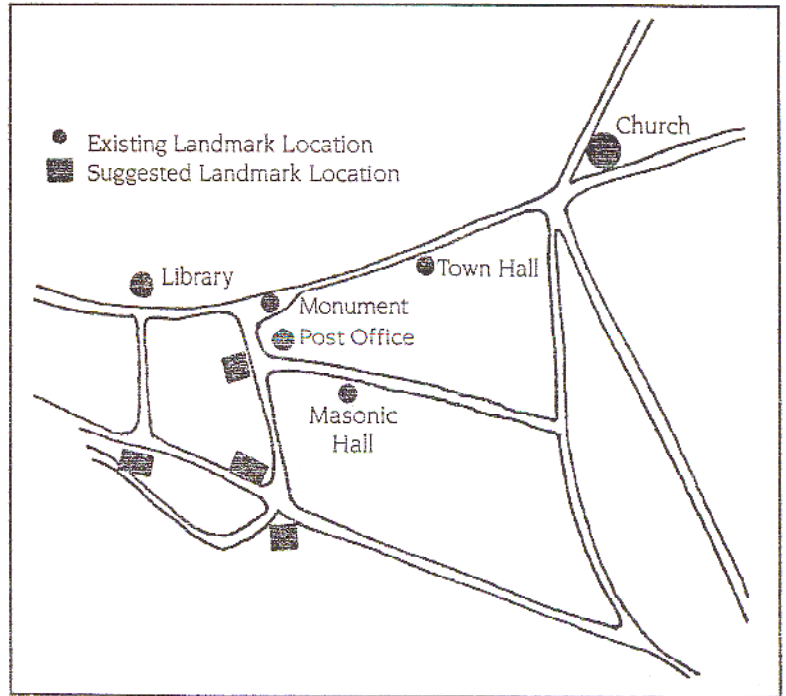 Existing Landmark Location
Suggested Landmark Location
Church
Library
Town Hall
Monument
Post Office
Masonic
Hall